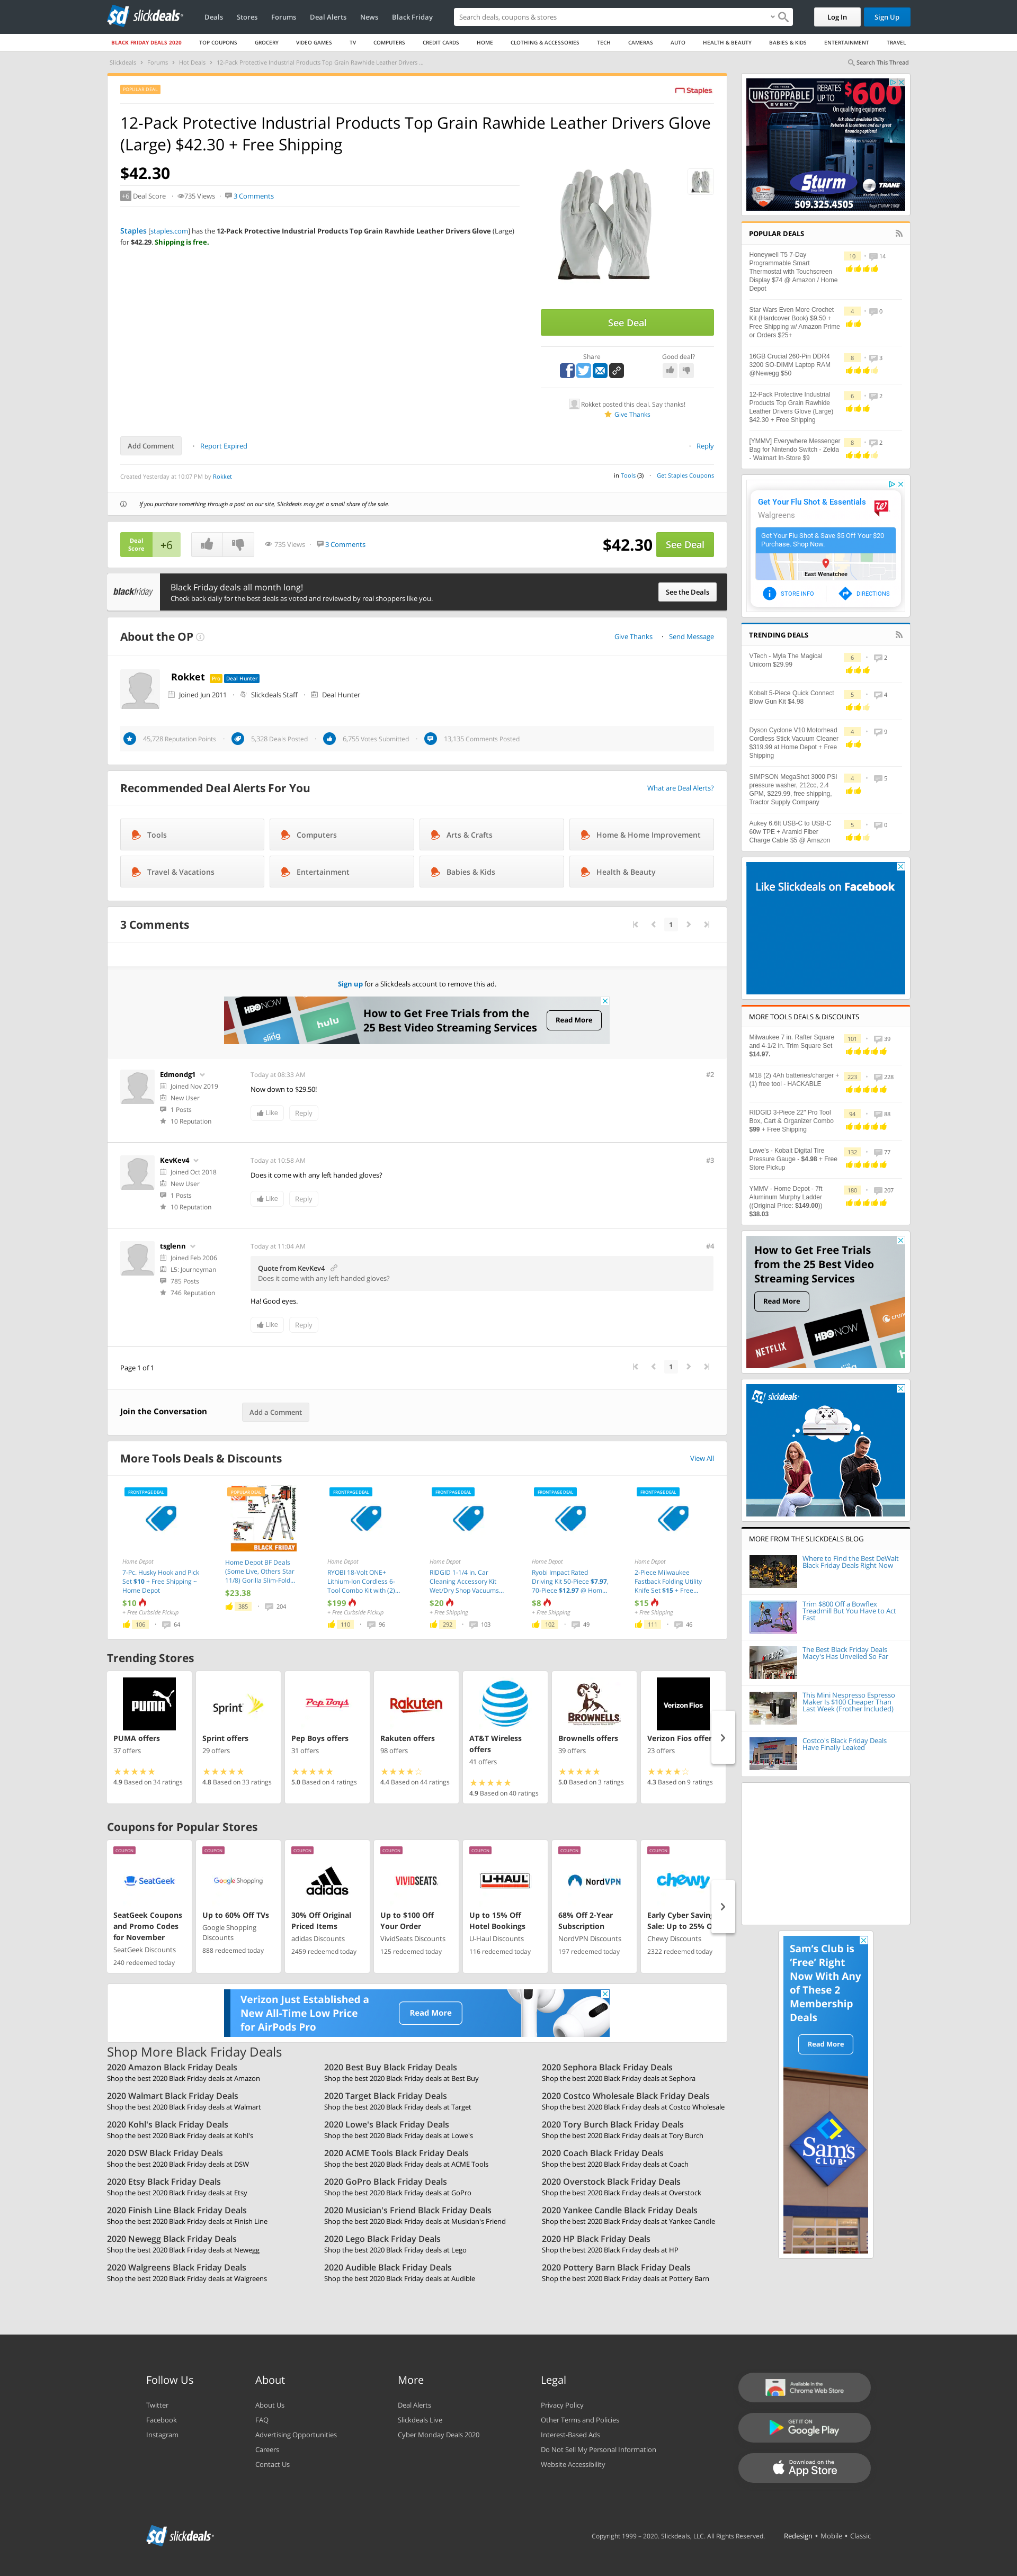 slickdeals
Deals Stores Forums Deal Alerts News Black Friday
Search deals, coupons & stores
Log In
Sign Up
BLACK FRIDAY DEALS 2020 TOP COUPONS GROCERY VIDEO GAMES TV COMPUTERS CREDIT CARDS HOME CLOTHING & ACCESSORIES TECH CAMERAS AUTO HEALTH & BEAUTY BABIES & KIDS ENTERTAINMENT TRAVEL
Slickdeals > Forums > Hot Deals > 12-Pack Protective Industrial Products Top Grain Rawhide Leather Drivers ...
Search This Thread
POPULAR DEAL
Staples
12-Pack Protective Industrial Products Top Grain Rawhide Leather Drivers Glove
(Large) $42.30 + Free Shipping
$42.30
+6 Deal Score 735 Views 3 Comments
Staples [staples.com] has the 12-Pack Protective Industrial Products Top Grain Rawhide Leather Drivers Glove (Large)
for $42.29. Shipping is free.
See Deal
Share
Good deal?
Rokket posted this deal. Say thanks!
Give Thanks
Add Comment
Report Expired
Reply
Created Yesterday at 10:07 PM by Rokket
in Tools (3) Get Staples Coupons
If you purchase something through a post on our site, Slickdeals may get a small share of the sale.
Deal
Score
+6
735 Views 3 Comments
$42.30
See Deal
blackfriday
Black Friday deals all month long!
Check back daily for the best deals as voted and reviewed by real shoppers like you.
See the Deals
About the OP
Give Thanks Send Message
Rokket Pro Deal Hunter
Joined Jun 2011 Slickdeals Staff Deal Hunter
45,728 Reputation Points 5,328 Deals Posted 6,755 Votes Submitted 13,135 Comments Posted
Recommended Deal Alerts For You
What are Deal Alerts?
Tools
Computers
Arts & Crafts
Home & Home Improvement
Travel & Vacations
Entertainment
Babies & Kids
Health & Beauty
3 Comments
1
Sign up for a Slickdeals account to remove this ad.
HBO NOW
sling
hulu
How to Get Free Trials from the
25 Best Video Streaming Services
Read More
Edmondg1
Joined Nov 2019
New User
1 Posts
10 Reputation
Today at 08:33 AM
#2
Now down to $29.50!
Like
Reply
KevKev4
Joined Oct 2018
New User
1 Posts
10 Reputation
Today at 10:58 AM
#3
Does it come with any left handed gloves?
Like
Reply
tsglenn
Joined Feb 2006
L5: Journeyman
785 Posts
746 Reputation
Today at 11:04 AM
#4
Quote from KevKev4
Does it come with any left handed gloves?
Ha! Good eyes.
Like
Reply
Page 1 of 1
1
Join the Conversation
Add a Comment
More Tools Deals & Discounts
View All
FRONTPAGE DEAL
Home Depot
7-Pc. Husky Hook and Pick
Set $10 + Free Shipping ~
Home Depot
$10
+ Free Curbside Pickup
106 64
BLACK FRIDAY
Home Depot BF Deals
(Some Live, Others Star
11/8) Gorilla Slim-Fold...
$23.38
385 204
FRONTPAGE DEAL
Home Depot
RYOBI 18-Volt ONE+
Lithium-Ion Cordless 6-
Tool Combo Kit with (2)...
$199
+ Free Curbside Pickup
110 96
FRONTPAGE DEAL
Home Depot
RIDGID 1-1/4 in. Car
Cleaning Accessory Kit
Wet/Dry Shop Vacuums...
$20
+ Free Shipping
292 103
FRONTPAGE DEAL
Home Depot
Ryobi Impact Rated
Driving Kit 50-Piece $7.97,
70-Piece $12.97 @ Hom...
$8
+ Free Shipping
102 49
FRONTPAGE DEAL
Home Depot
2-Piece Milwaukee
Fastback Folding Utility
Knife Set $15 + Free...
$15
+ Free Shipping
111 46
Trending Stores
PUMA
PUMA offers
37 offers
4.9 Based on 34 ratings
Sprint
Sprint offers
29 offers
4.8 Based on 33 ratings
Pep Boys
Pep Boys offers
31 offers
5.0 Based on 4 ratings
Rakuten
Rakuten offers
98 offers
4.4 Based on 44 ratings
AT&T Wireless
offers
41 offers
4.9 Based on 40 ratings
BROWNELLS
Brownells offers
39 offers
5.0 Based on 3 ratings
Verizon Fios
Verizon Fios offer
23 offers
4.3 Based on 9 ratings
Coupons for Popular Stores
COUPON
SeatGeek
SeatGeek Coupons
and Promo Codes
for November
SeatGeek Discounts
240 redeemed today
COUPON
Google Shopping
Up to 60% Off TVs
Google Shopping
Discounts
888 redeemed today
COUPON
adidas
30% Off Original
Priced Items
adidas Discounts
2459 redeemed today
COUPON
VIVIDSEATS
Up to $100 Off
Your Order
VividSeats Discounts
125 redeemed today
COUPON
U-HAUL
Up to 15% Off
Hotel Bookings
U-Haul Discounts
116 redeemed today
COUPON
NordVPN
68% Off 2-Year
Subscription
NordVPN Discounts
197 redeemed today
COUPON
chewy
Early Cyber Saving
Sale: Up to 25% O
Chewy Discounts
2322 redeemed today
Verizon Just Established a
New All-Time Low Price
for AirPods Pro
Read More
Shop More Black Friday Deals
2020 Amazon Black Friday Deals
Shop the best 2020 Black Friday deals at Amazon
2020 Best Buy Black Friday Deals
Shop the best 2020 Black Friday deals at Best Buy
2020 Sephora Black Friday Deals
Shop the best 2020 Black Friday deals at Sephora
2020 Walmart Black Friday Deals
Shop the best 2020 Black Friday deals at Walmart
2020 Target Black Friday Deals
Shop the best 2020 Black Friday deals at Target
2020 Costco Wholesale Black Friday Deals
Shop the best 2020 Black Friday deals at Costco Wholesale
2020 Kohl's Black Friday Deals
Shop the best 2020 Black Friday deals at Kohl's
2020 Lowe's Black Friday Deals
Shop the best 2020 Black Friday deals at Lowe's
2020 Tory Burch Black Friday Deals
Shop the best 2020 Black Friday deals at Tory Burch
2020 DSW Black Friday Deals
Shop the best 2020 Black Friday deals at DSW
2020 ACME Tools Black Friday Deals
Shop the best 2020 Black Friday deals at ACME Tools
2020 Coach Black Friday Deals
Shop the best 2020 Black Friday deals at Coach
2020 Etsy Black Friday Deals
Shop the best 2020 Black Friday deals at Etsy
2020 GoPro Black Friday Deals
Shop the best 2020 Black Friday deals at GoPro
2020 Overstock Black Friday Deals
Shop the best 2020 Black Friday deals at Overstock
2020 Finish Line Black Friday Deals
Shop the best 2020 Black Friday deals at Finish Line
2020 Musician's Friend Black Friday Deals
Shop the best 2020 Black Friday deals at Musician's Friend
2020 Yankee Candle Black Friday Deals
Shop the best 2020 Black Friday deals at Yankee Candle
2020 Newegg Black Friday Deals
Shop the best 2020 Black Friday deals at Newegg
2020 Lego Black Friday Deals
Shop the best 2020 Black Friday deals at Lego
2020 HP Black Friday Deals
Shop the best 2020 Black Friday deals at HP
2020 Walgreens Black Friday Deals
Shop the best 2020 Black Friday deals at Walgreens
2020 Audible Black Friday Deals
Shop the best 2020 Black Friday deals at Audible
2020 Pottery Barn Black Friday Deals
Shop the best 2020 Black Friday deals at Pottery Barn
UNSTOPPABLE
EVENT
REBATES
UP TO $600
On qualifying equipment.
Ask about availability of
Rebates & our excellent
financing options!
Sturm
TRANE
509.325.4505
POPULAR DEALS
Honeywell T5 7-Day
Programmable Smart
Thermostat with Touchscreen
Display $74 @ Amazon / Home
Depot
10 14
Star Wars Even More Crochet
Kit (Hardcover Book) $9.50 +
Free Shipping w/ Amazon Prime
or Orders $25+
4 0
16GB Crucial 260-Pin DDR4
3200 SO-DIMM Laptop RAM
@Newegg $50
8 3
12-Pack Protective Industrial
Products Top Grain Rawhide
Leather Drivers Glove (Large)
$42.30 + Free Shipping
6 2
[YMMV] Everywhere Messenger
Bag for Nintendo Switch - Zelda
- Walmart In-Store $9
8 2
Get Your Flu Shot & Essentials
Walgreens
Get Your Flu Shot & Save $5 Off Your $20
Purchase. Shop Now.
East Wenatchee
STORE INFO
DIRECTIONS
TRENDING DEALS
VTech - Myla The Magical
Unicorn $29.99
6 2
Kobalt 5-Piece Quick Connect
Blow Gun Kit $4.98
5 4
Dyson Cyclone V10 Motorhead
Cordless Stick Vacuum Cleaner
$319.99 at Home Depot + Free
Shipping
4 9
SIMPSON MegaShot 3000 PSI
pressure washer, 212cc, 2.4
GPM, $229.99, free shipping,
Tractor Supply Company
4 5
Aukey 6.6ft USB-C to USB-C
60w TPE + Aramid Fiber
Charge Cable $5 @ Amazon
5 0
Like Slickdeals on Facebook
MORE TOOLS DEALS & DISCOUNTS
Milwaukee 7 in. Rafter Square
and 4-1/2 in. Trim Square Set
$14.97.
101 39
M18 (2) 4Ah batteries/charger +
(1) free tool - HACKABLE
223 228
RIDGID 3-Piece 22" Pro Tool
Box, Cart & Organizer Combo
$99 + Free Shipping
94 88
Lowe's - Kobalt Digital Tire
Pressure Gauge - $4.98 + Free
Store Pickup
132 77
YMMV - Home Depot - 7ft
Aluminum Murphy Ladder
((Original Price: $149.00))
$38.03
180 207
How to Get Free Trials
from the 25 Best Video
Streaming Services
Read More
NETFLIX
HBO NOW
crunchyroll
slickdeals
MORE FROM THE SLICKDEALS BLOG
Where to Find the Best DeWalt
Black Friday Deals Right Now
Trim $800 Off a Bowflex
Treadmill But You Have to Act
Fast
The Best Black Friday Deals
Macy's Has Unveiled So Far
This Mini Nespresso Espresso
Maker Is $100 Cheaper Than
Last Week (Frother Included)
Costco's Black Friday Deals
Have Finally Leaked
Sam's Club is
'Free' Right
Now With Any
of These 2
Membership
Deals
Read More
Sam's
CLUB
Follow Us
Twitter
Facebook
Instagram
About
About Us
FAQ
Advertising Opportunities
Careers
Contact Us
More
Deal Alerts
Slickdeals Live
Cyber Monday Deals 2020
Legal
Privacy Policy
Other Terms and Policies
Interest-Based Ads
Do Not Sell My Personal Information
Website Accessibility
Available in the
Chrome Web Store
GET IT ON
Google Play
Download on the
App Store
slickdeals
Copyright 1999 - 2020. Slickdeals, LLC. All Rights Reserved.
Redesign • Mobile • Classic